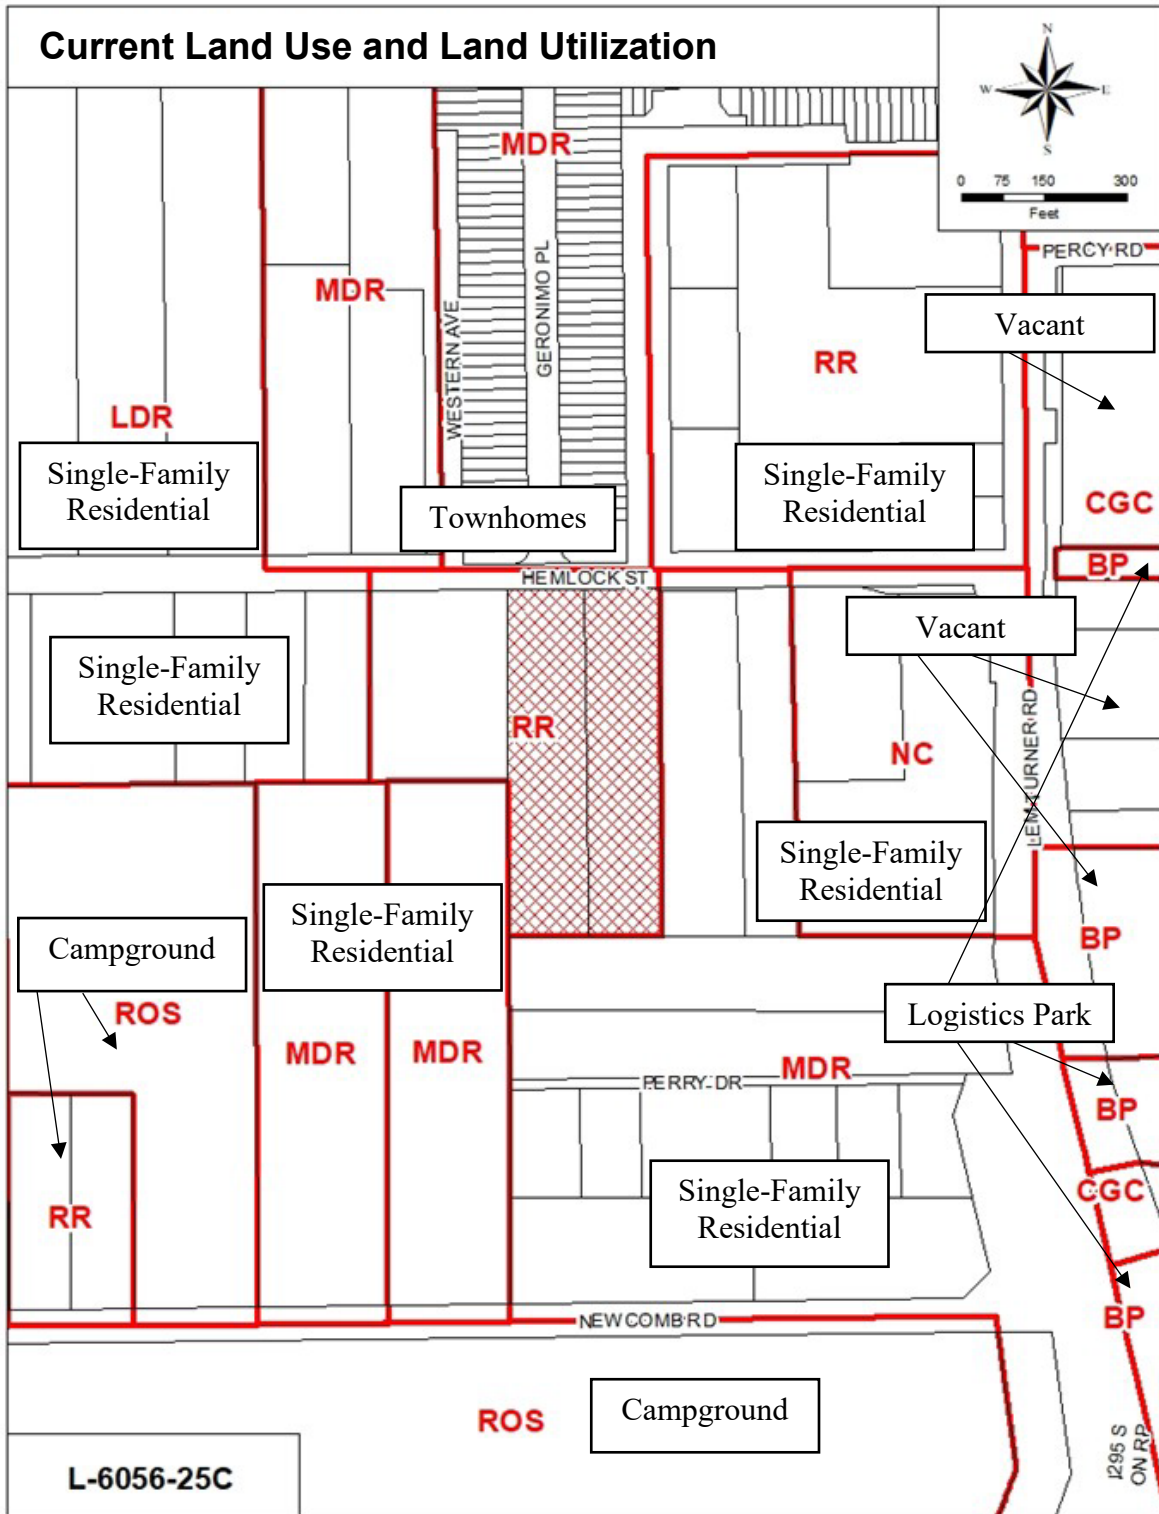 Current Land Use and Land Utilization
N
W
E
S
0 75 150 300
Feet
MDR
PERCY RD
MDR
WESTERN AVE
GERONIMO PL
RR
Vacant
LDR
Single-Family
Residential
Townhomes
Single-Family
Residential
CGC
BP
HEMLOCK ST
Single-Family
Residential
RR
Vacant
NC
LEM TURNER RD
Single-Family
Residential
Single-Family
Residential
Campground
ROS
MDR
MDR
BP
Logistics Park
PERRY DR
MDR
BP
RR
Single-Family
Residential
CGC
BP
NEWCOMB RD
ROS
Campground
I295 S
ON RP
L-6056-25C